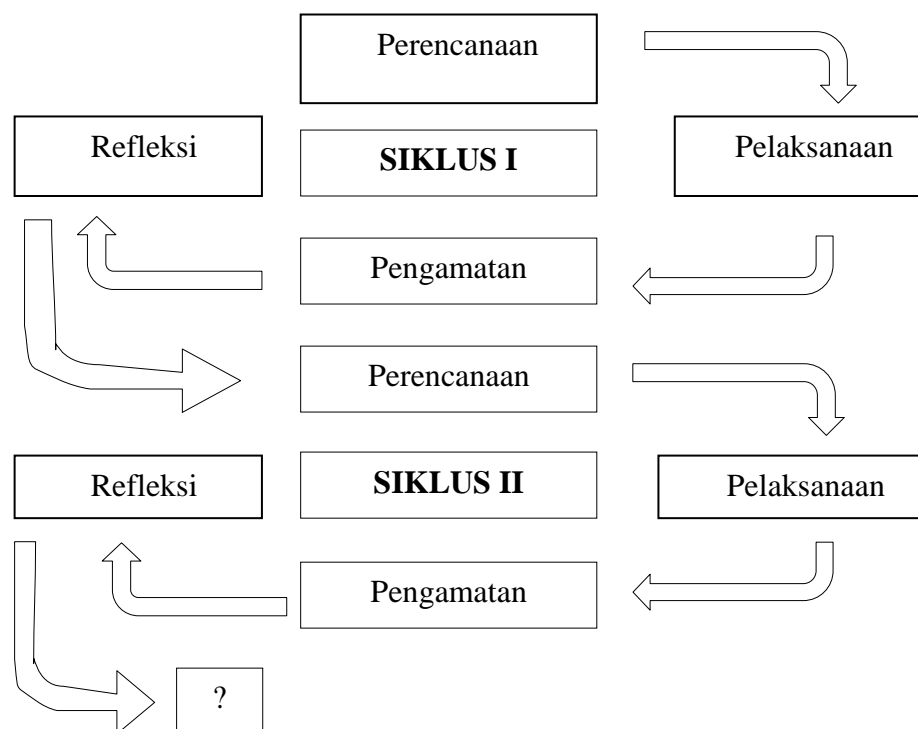 Perencanaan
Refleksi
SIKLUS I
Pelaksanaan
Pengamatan
Perencanaan
Refleksi
SIKLUS II
Pelaksanaan
Pengamatan
?